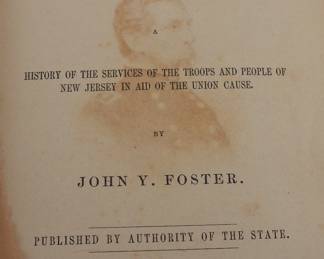 A
HISTORY OF THE SERVICES OF THE TROOPS AND PEOPLE OF
NEW JERSEY IN AID OF THE UNION CAUSE.
BY
JOHN Y. FOSTER.
PUBLISHED BY AUTHORITY OF THE STATE.